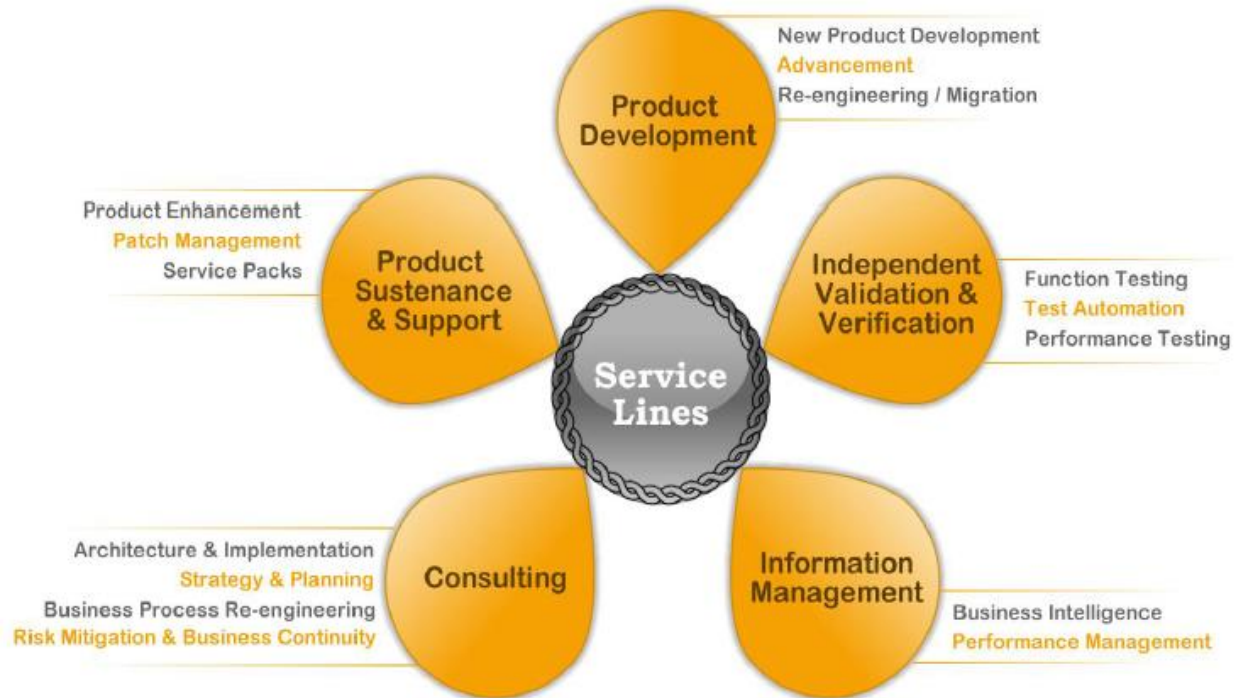 Product
Development
New Product Development
Advancement
Re-engineering / Migration
Independent
Validation &
Verification
Function Testing
Test Automation
Performance Testing
Information
Management
Business Intelligence
Performance Management
Consulting
Architecture & Implementation
Strategy & Planning
Business Process Re-engineering
Risk Mitigation & Business Continuity
Product
Sustenance
& Support
Product Enhancement
Patch Management
Service Packs
Service
Lines